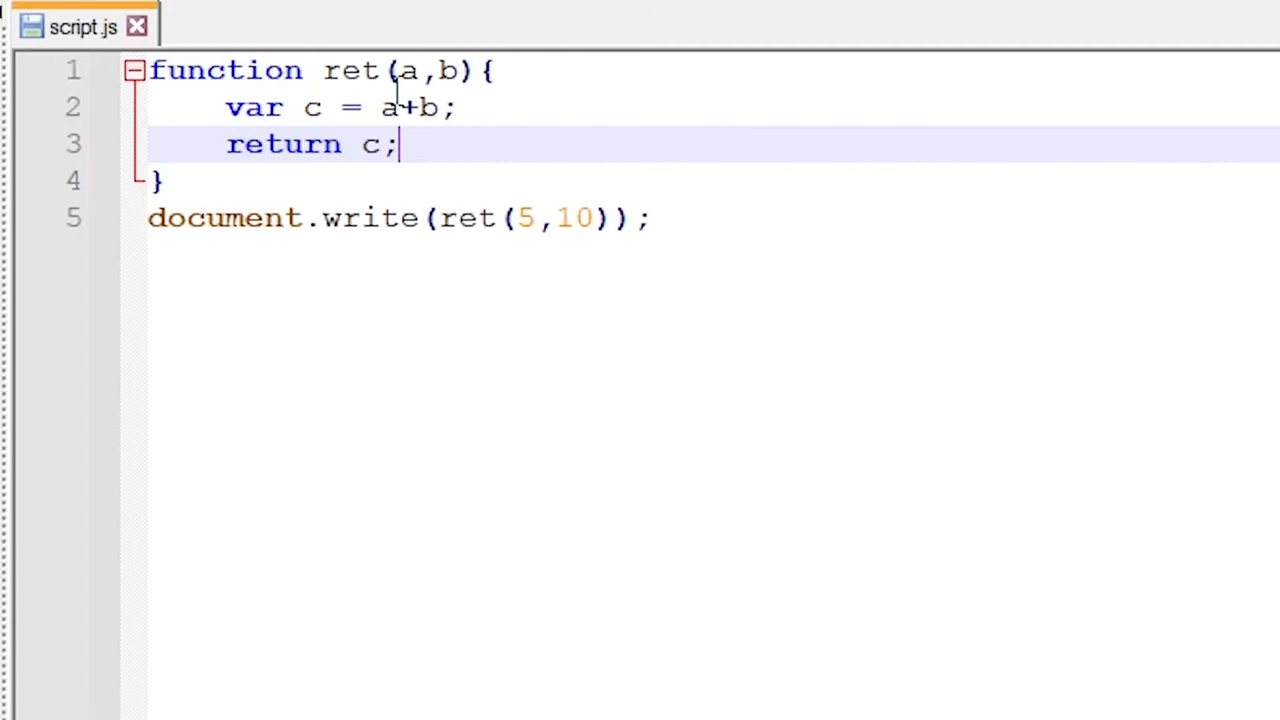 script.js
1 function ret(a,b){
2 var c = a+b;
3 return c;
4 }
5 document.write(ret(5,10));